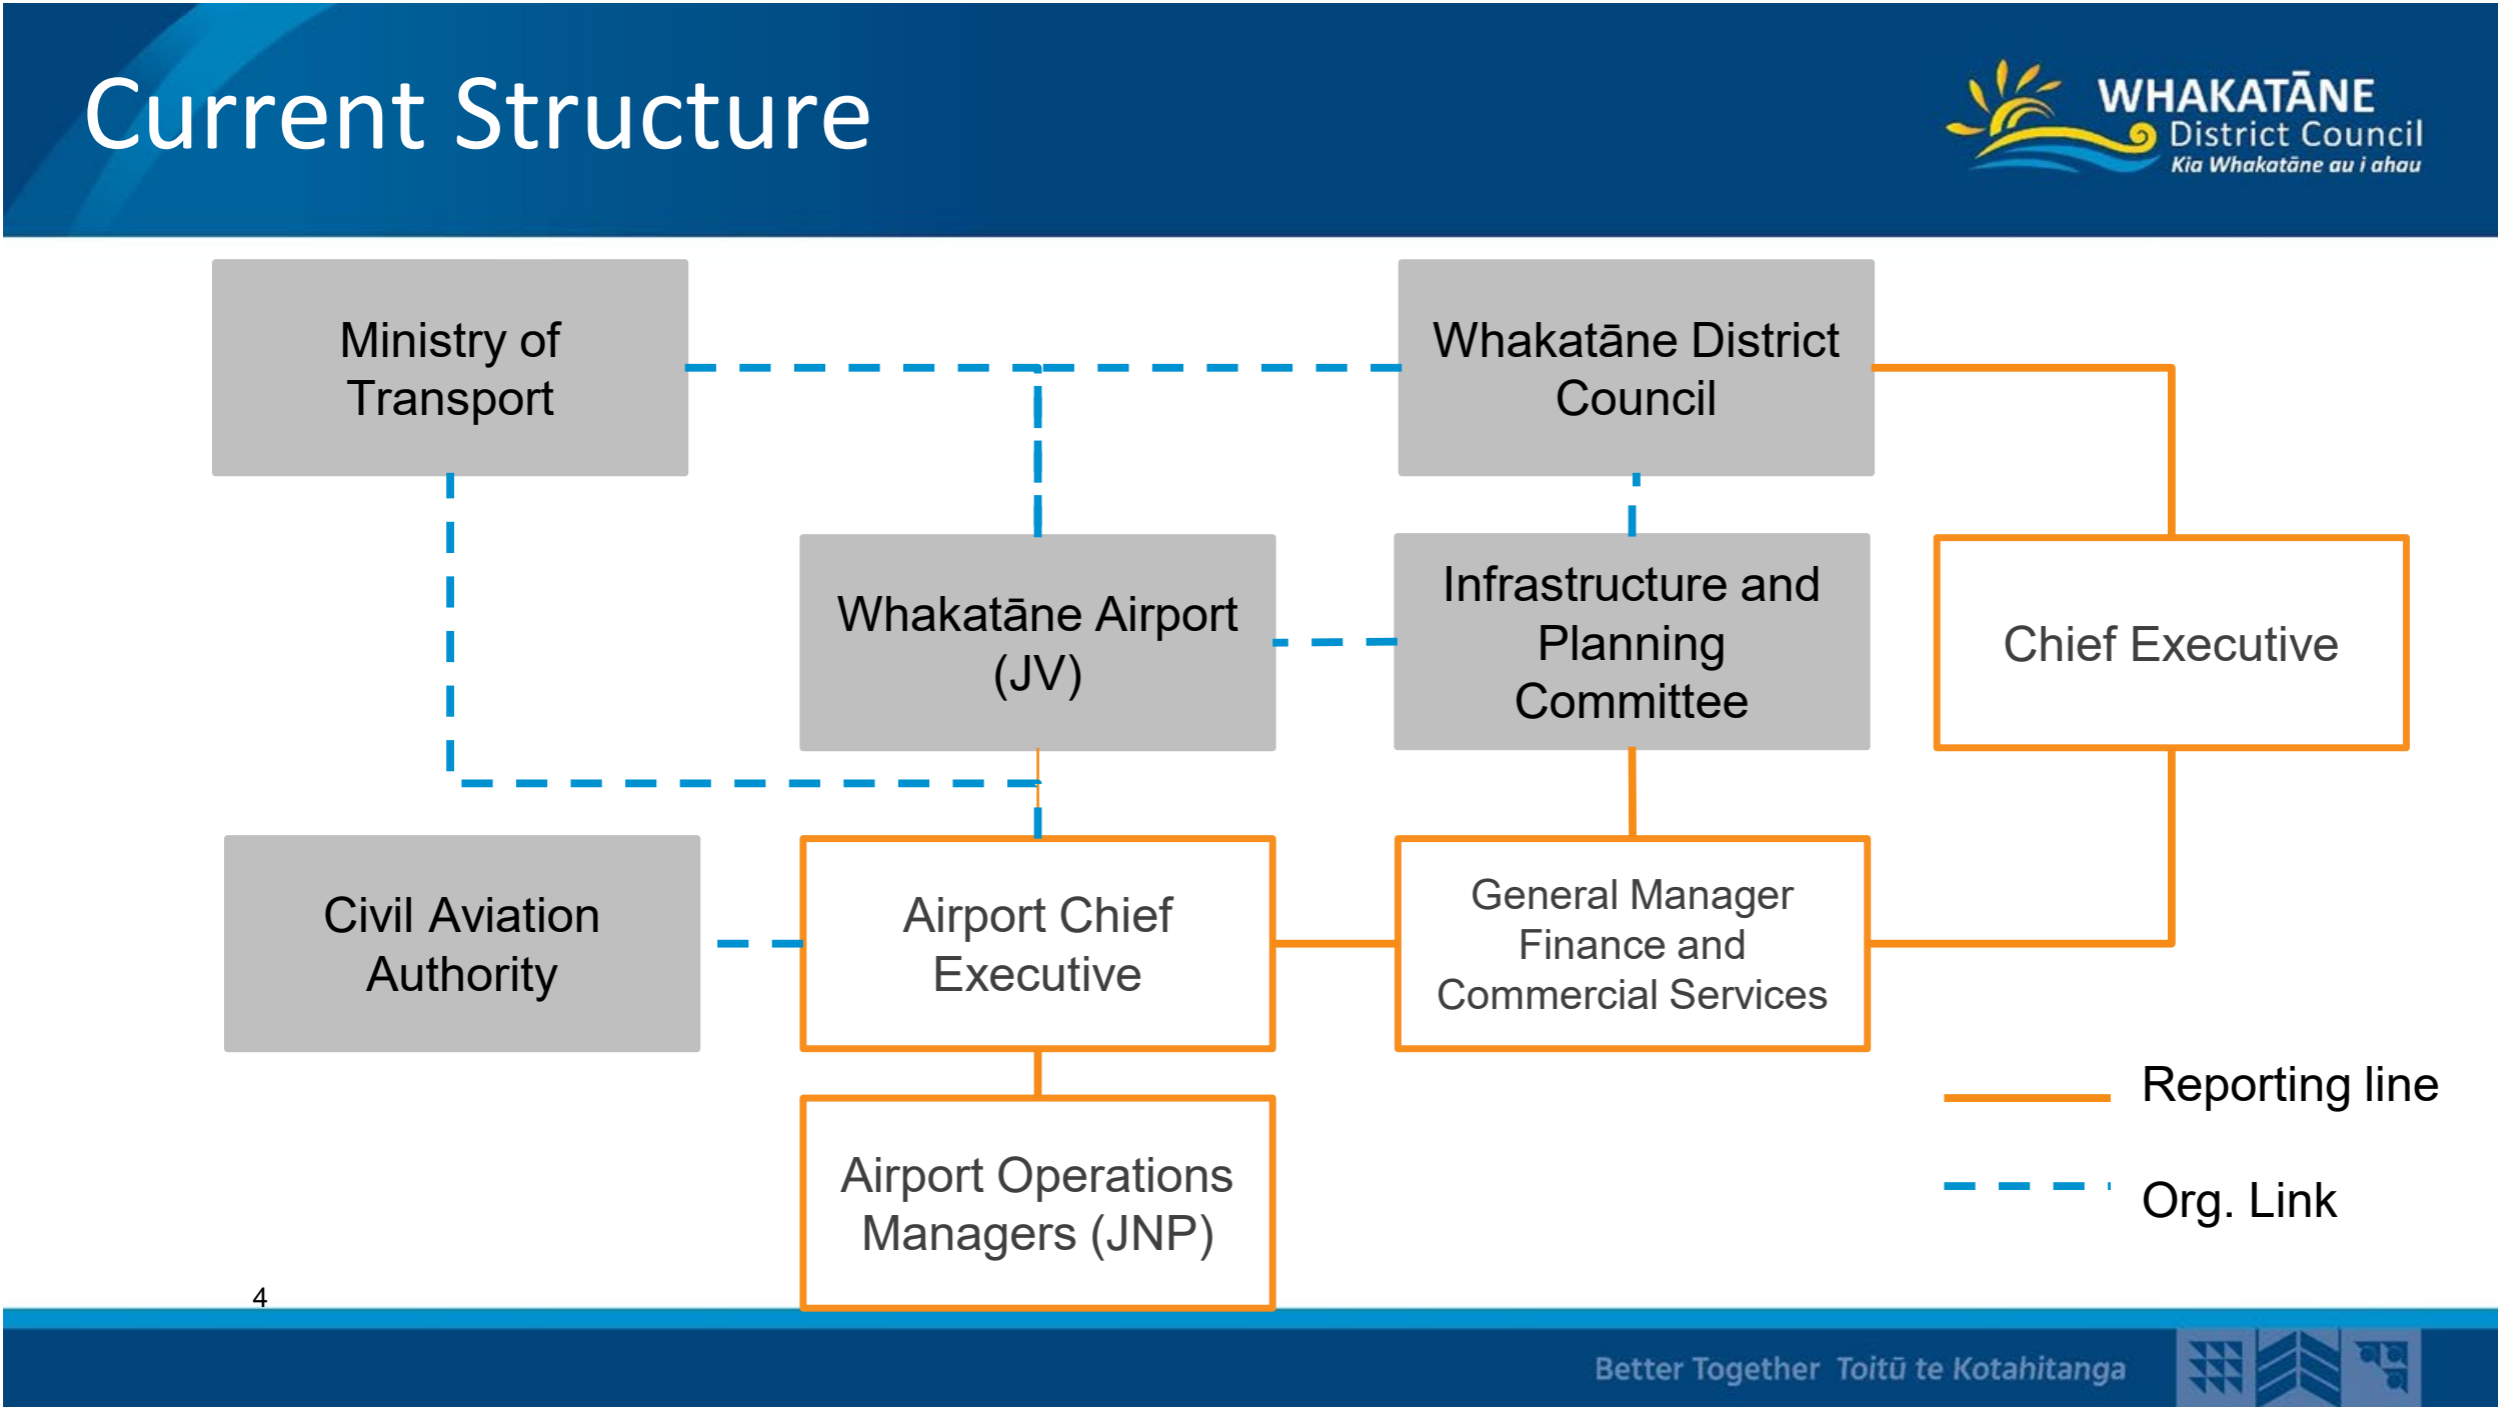 Current Structure
WHAKATĀNE
District Council
Kia Whakatāne au i ahau
Ministry of
Transport
Whakatāne District
Council
Whakatāne Airport
(JV)
Infrastructure and
Planning
Committee
Chief Executive
Civil Aviation
Authority
Airport Chief
Executive
General Manager
Finance and
Commercial Services
Reporting line
Airport Operations
Managers (JNP)
Org. Link
4
Better Together Toitū te Kotahitanga